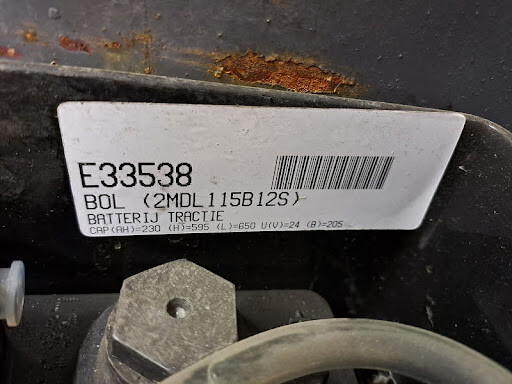 E33538
BOL (2MDL115B12S)
BATTERIJ TRACTIE
CAP(AH)=230 (H)=595 (L)=650 U(V)=24 (B)=205